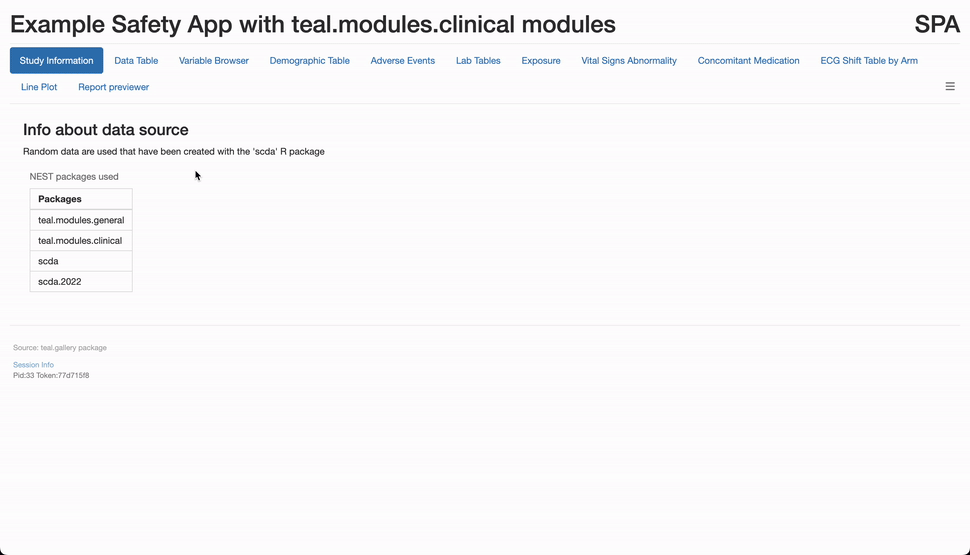 Example Safety App with teal.modules.clinical modules SPA
Study Information Data Table Variable Browser Demographic Table Adverse Events Lab Tables Exposure Vital Signs Abnormality Concomitant Medication ECG Shift Table by Arm
Line Plot Report previewer
Info about data source
Random data are used that have been created with the 'scda' R package
NEST packages used
Packages
teal.modules.general
teal.modules.clinical
scda
scda.2022
Source: teal.gallery package
Session Info
Pid:33 Token:77d715f8